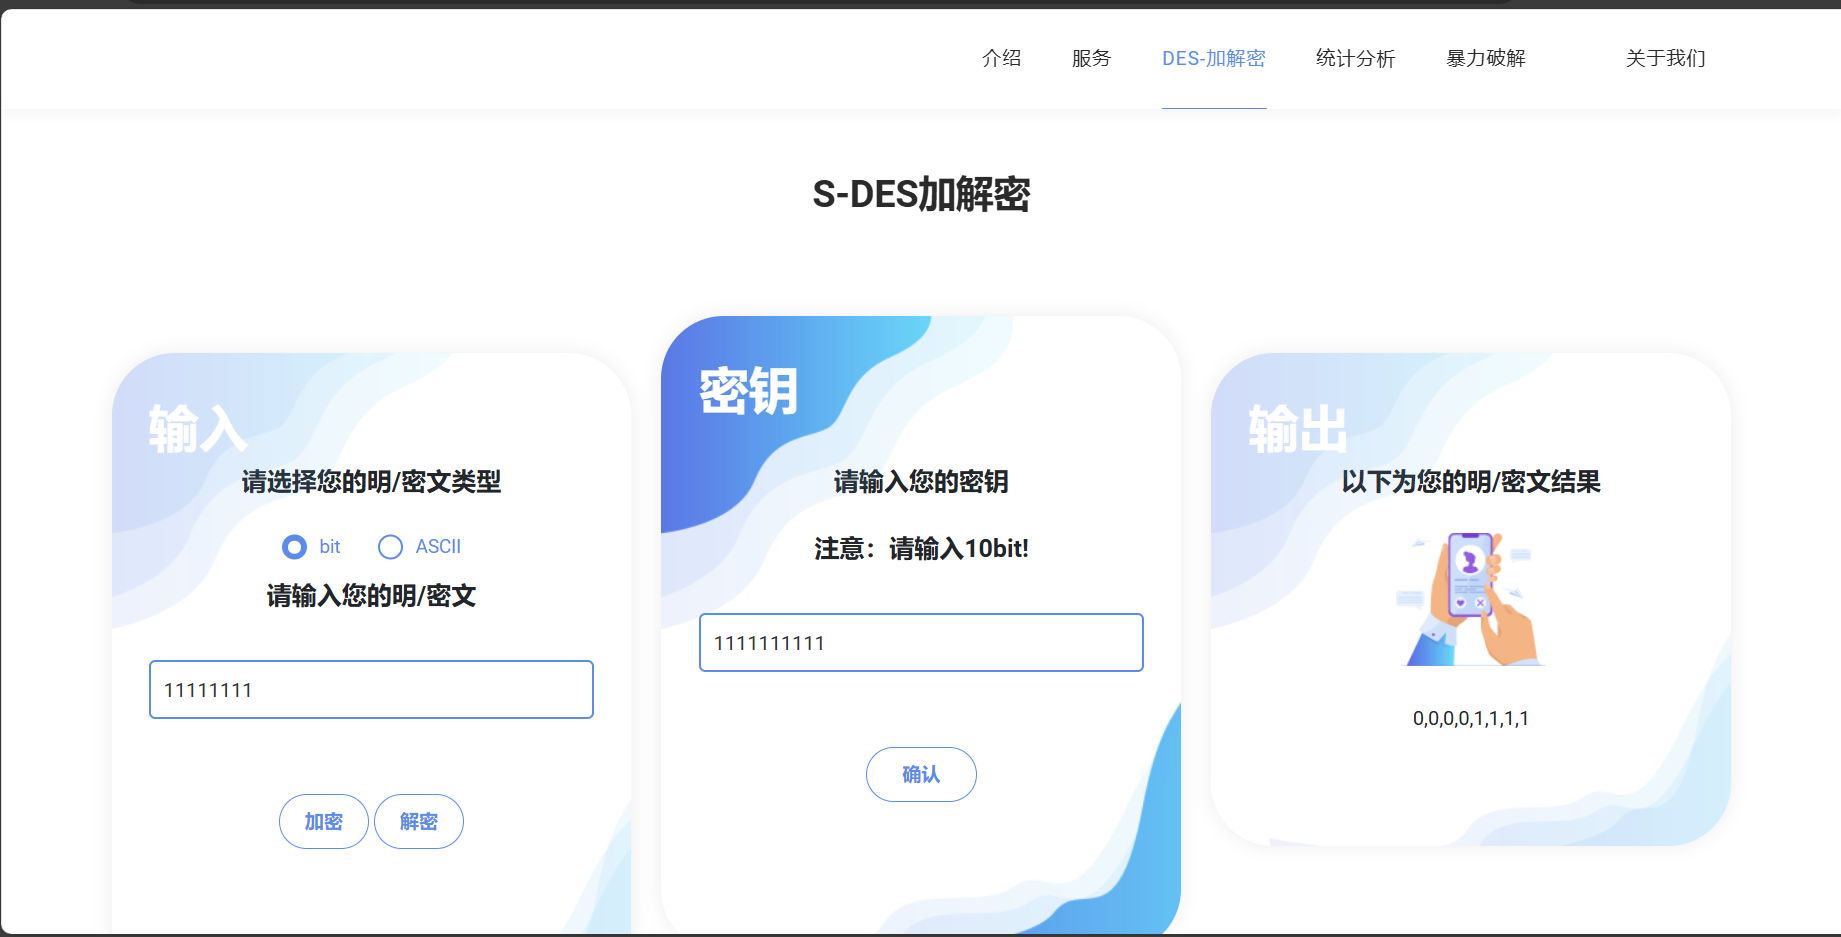 介绍 服务 DES-加解密 统计分析 暴力破解 关于我们
S-DES加解密
输入
请选择您的明/密文类型
bit ASCII
请输入您的明/密文
11111111
加密 解密
密钥
请输入您的密钥
注意：请输入10bit!
1111111111
确认
输出
以下为您的明/密文结果
0,0,0,0,1,1,1,1